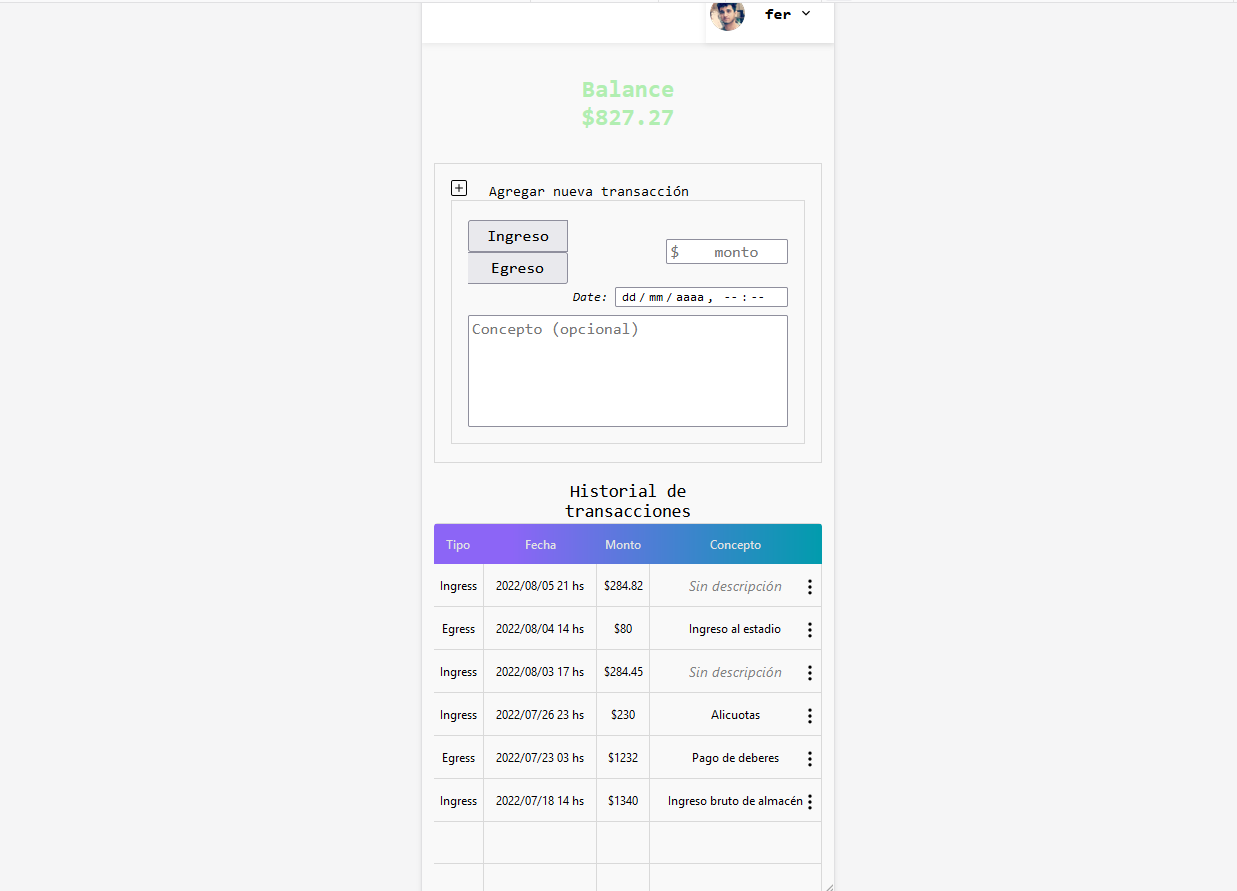 fer
Balance
$827.27
Agregar nueva transacción
Ingreso
Egreso
$ monto
Date: dd/mm/aaaa, --:--
Concepto (opcional)
Historial de
transacciones
Tipo Fecha Monto Concepto
Ingress 2022/08/05 21 hs $284.82 Sin descripción
Egress 2022/08/04 14 hs $80 Ingreso al estadio
Ingress 2022/08/03 17 hs $284.45 Sin descripción
Ingress 2022/07/26 23 hs $230 Alicuotas
Egress 2022/07/23 03 hs $1232 Pago de deberes
Ingress 2022/07/18 14 hs $1340 Ingreso bruto de almacén